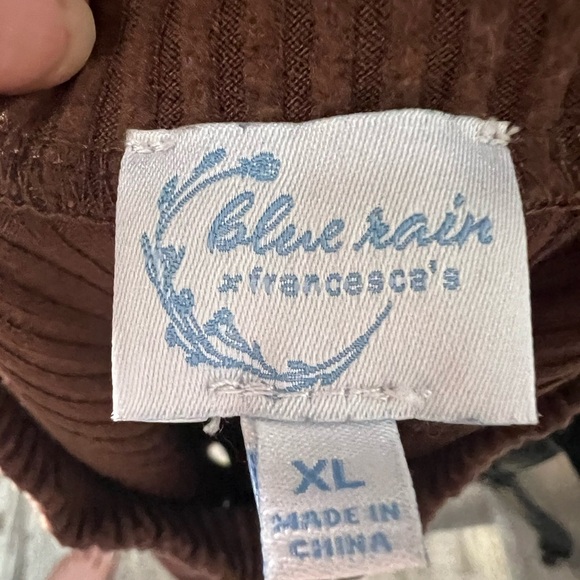 blue rain
x francesca's
XL
MADE IN
CHINA